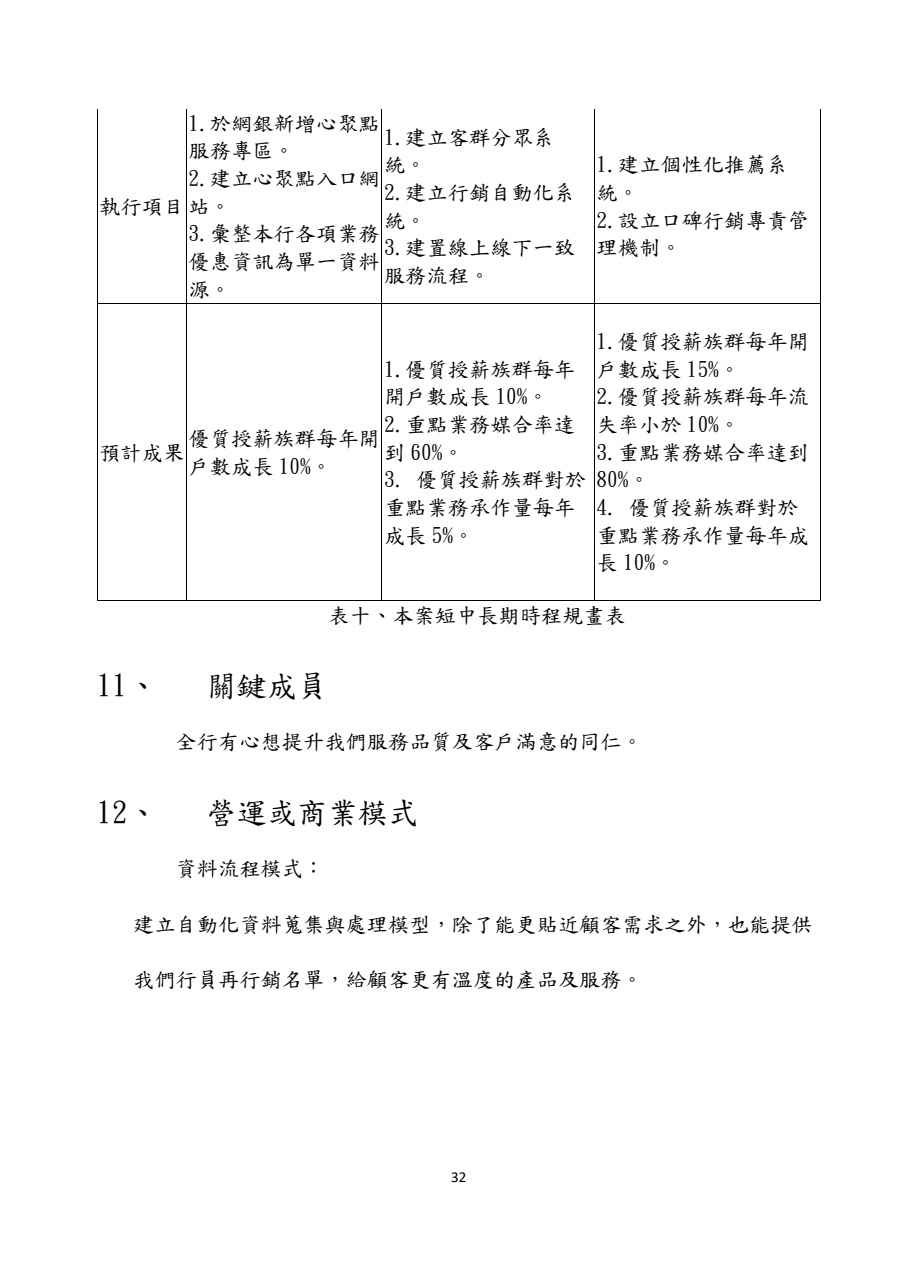 執行項目
1.於網銀新增心聚點
服務專區。
2.建立心聚點入口網
站。
3.彙整本行各項業務
優惠資訊為單一資料
源。
1.建立客群分眾系
統。
2.建立行銷自動化系
統。
3.建置線上線下一致
服務流程。
1.建立個性化推薦系
統。
2.設立口碑行銷專責管
理機制。
預計成果
優質授薪族群每年開
戶數成長 10%。
1.優質授薪族群每年
開戶數成長 10%。
2.重點業務媒合率達
到 60%。
3. 優質授薪族群對於
重點業務承作量每年
成長 5%。
1.優質授薪族群每年開
戶數成長 15%。
2.優質授薪族群每年流
失率小於 10%。
3.重點業務媒合率達到
80%。
4. 優質授薪族群對於
重點業務承作量每年成
長 10%。
表十、本案短中長期時程規畫表
11、 關鍵成員
全行有心想提升我們服務品質及客戶滿意的同仁。
12、 營運或商業模式
資料流程模式：
建立自動化資料蒐集與處理模型，除了能更貼近顧客需求之外，也能提供
我們行員再行銷名單，給顧客更有溫度的產品及服務。
32